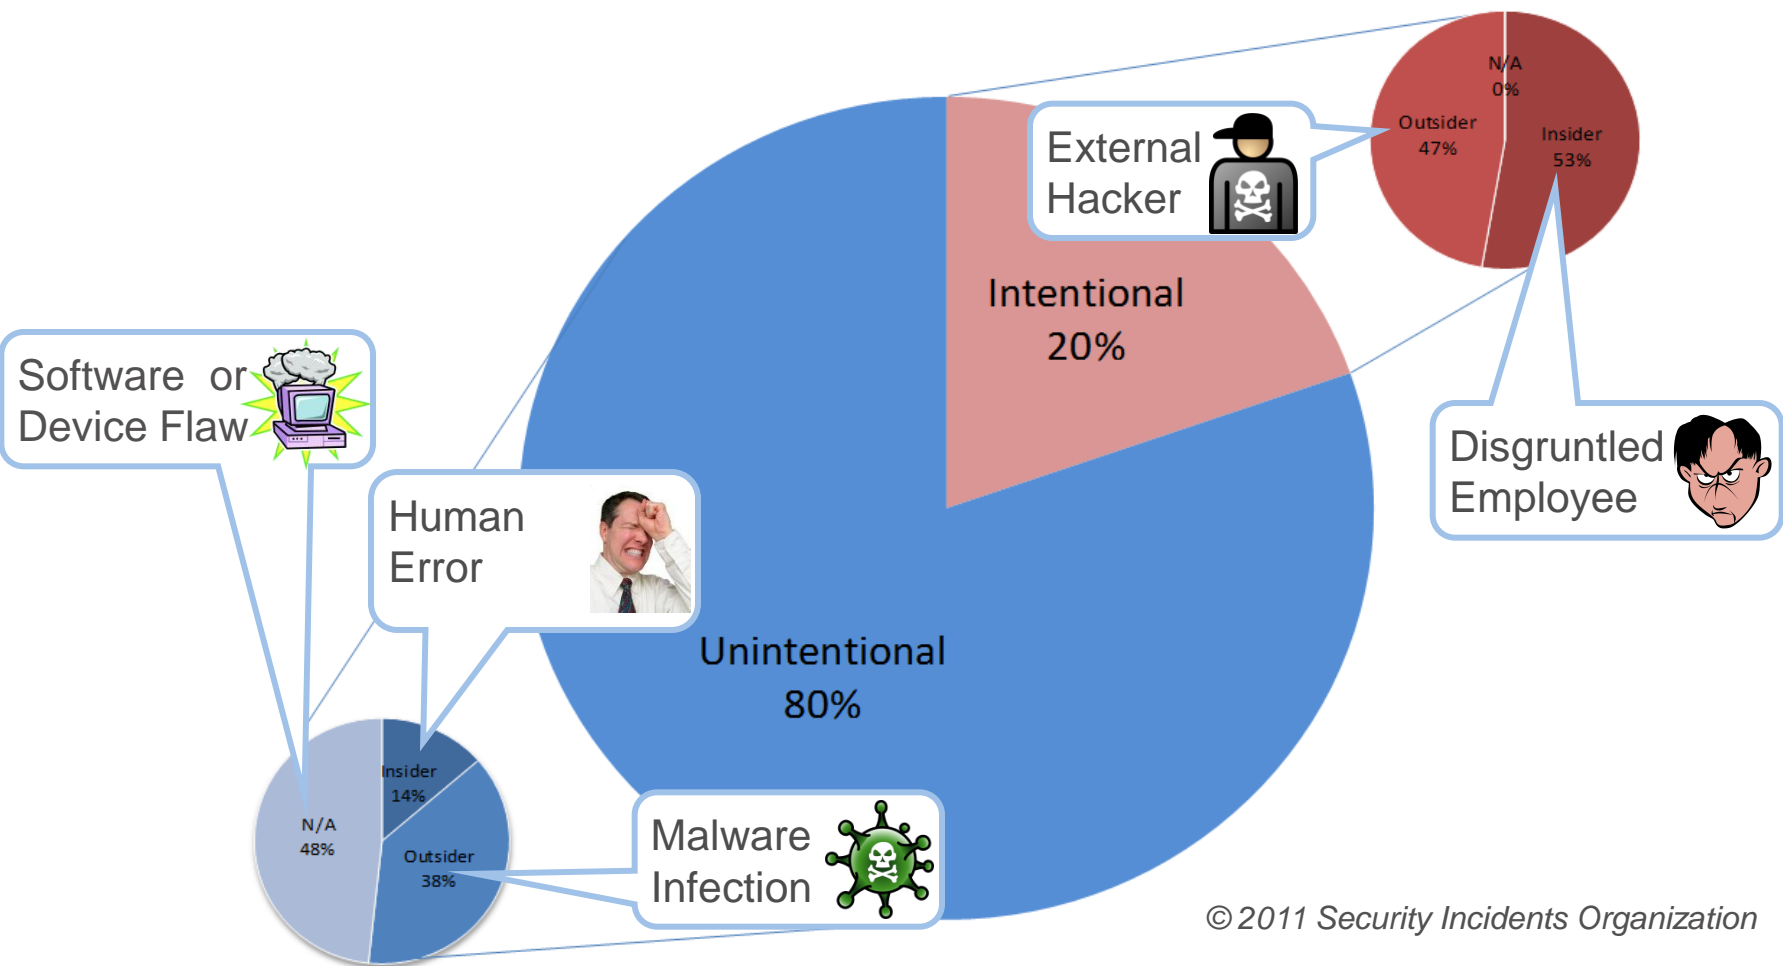 N/A
0%
Outsider
47%
Insider
53%
External
Hacker
Intentional
20%
Software or
Device Flaw
Disgruntled
Employee
Human
Error
Unintentional
80%
Insider
14%
N/A
48%
Outsider
38%
Malware
Infection
© 2011 Security Incidents Organization